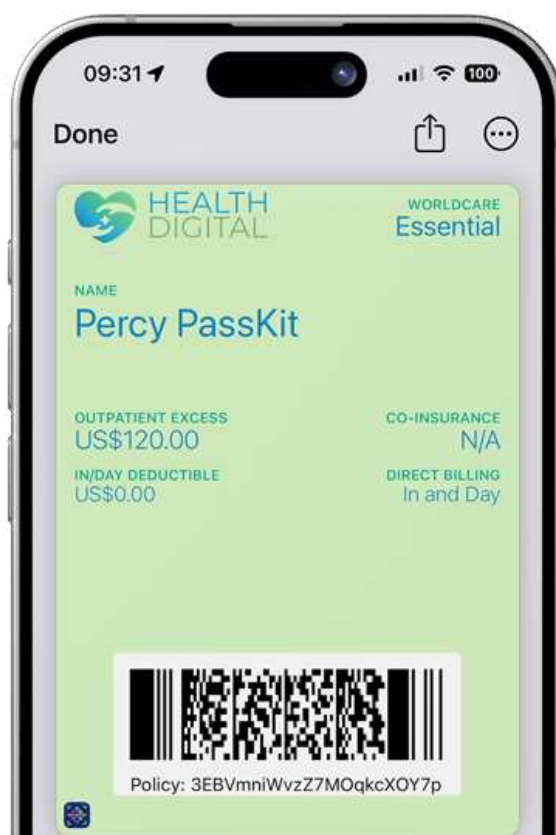 09:31
100
Done
HEALTH
DIGITAL
WORLDCARE
Essential
NAME
Percy PassKit
OUTPATIENT EXCESS
US$120.00
CO-INSURANCE
N/A
IN/DAY DEDUCTIBLE
US$0.00
DIRECT BILLING
In and Day
Policy: 3EBVmniWvzZ7MOqkcXOY7p